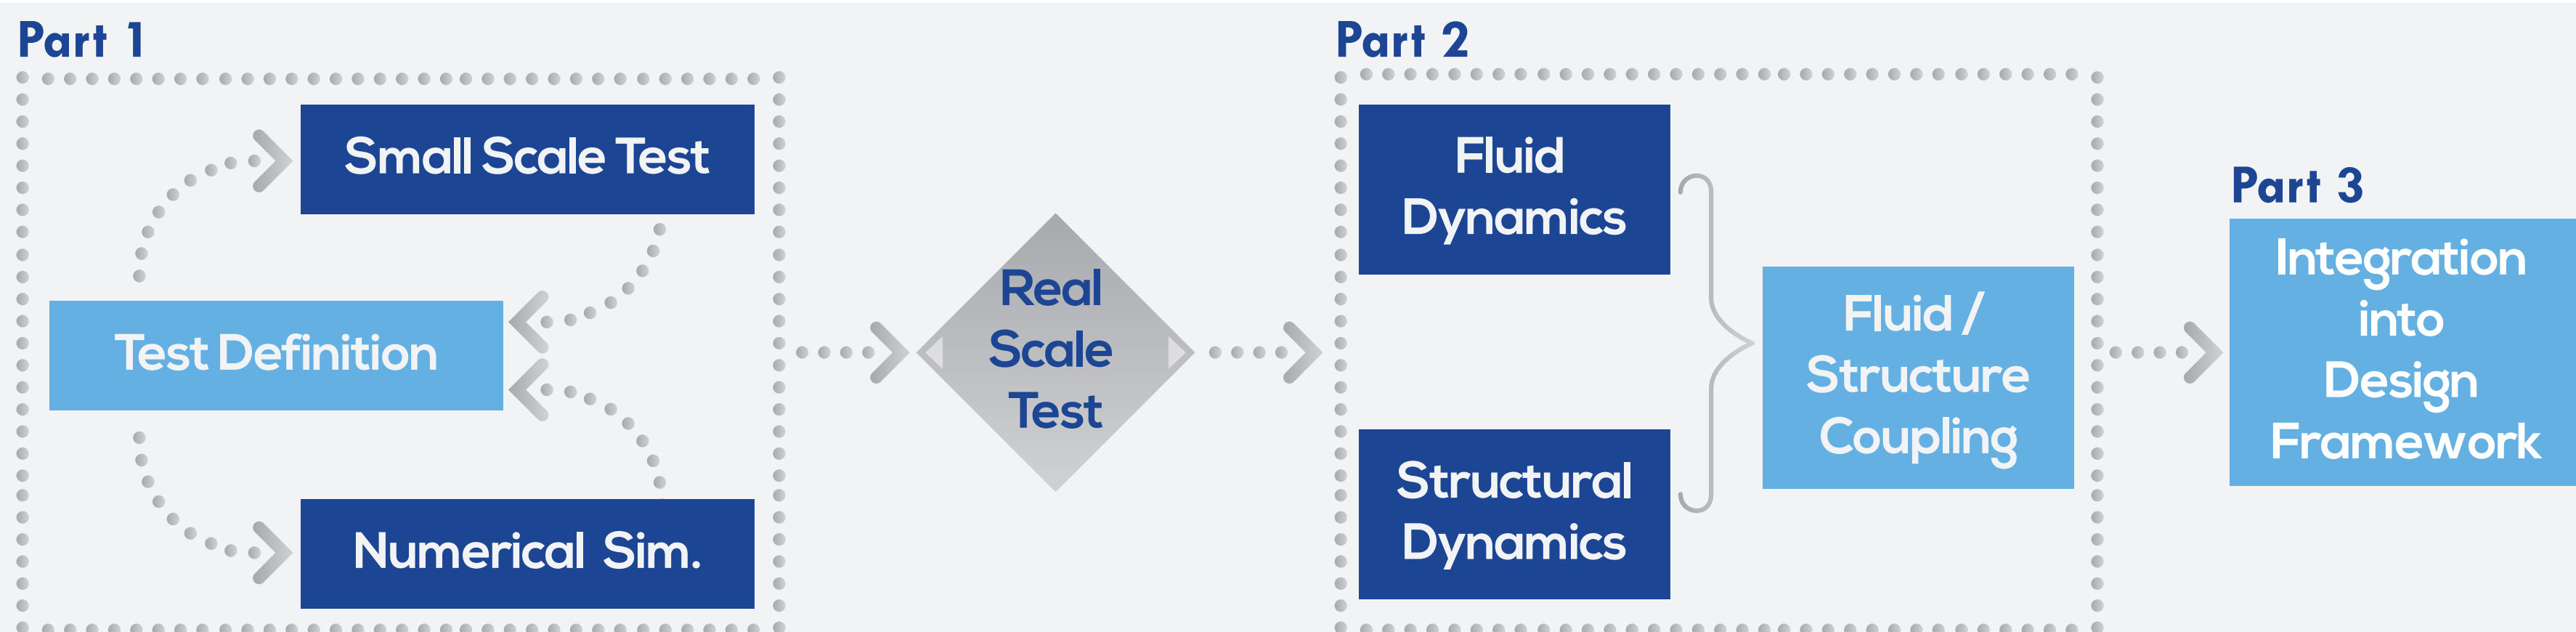 Part 1
Small Scale Test
Test Definition
Numerical Sim.
Real
Scale
Test
Part 2
Fluid
Dynamics
Structural
Dynamics
Fluid /
Structure
Coupling
Part 3
Integration
into
Design
Framework